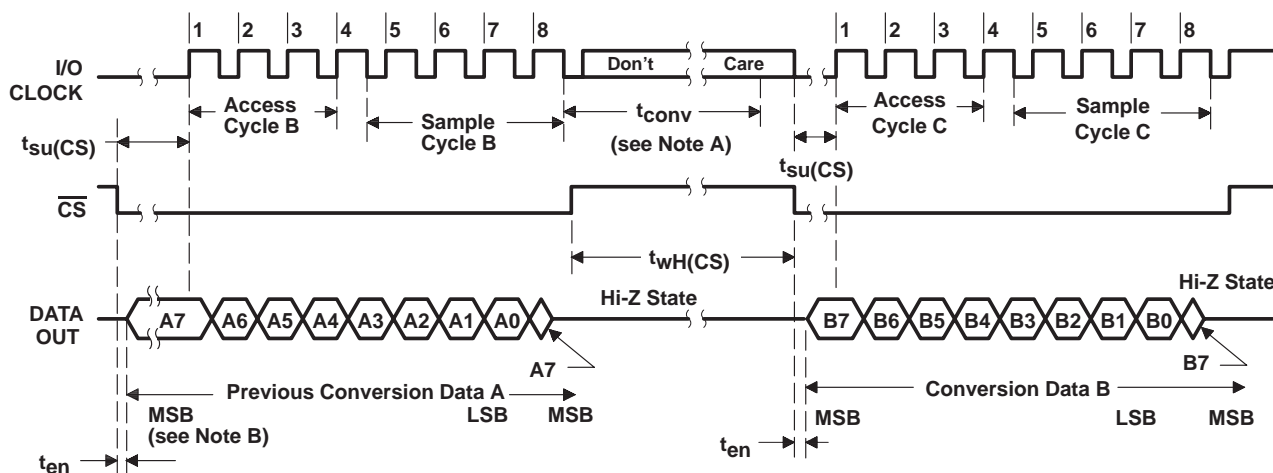 1 2 3 4 5 6 7 8 1 2 3 4 5 6 7 8
I/O
CLOCK
Don't Care
Access
Cycle B
Sample
Cycle B
tconv
(see Note A)
Access
Cycle C
Sample
Cycle C
tsu(CS)
tsu(CS)
CS
twH(CS)
DATA
OUT
A7 A6 A5 A4 A3 A2 A1 A0
A7
Hi-Z State
B7 B6 B5 B4 B3 B2 B1 B0
B7
Hi-Z State
Previous Conversion Data A
MSB LSB MSB
(see Note B)
Conversion Data B
MSB LSB MSB
ten
ten